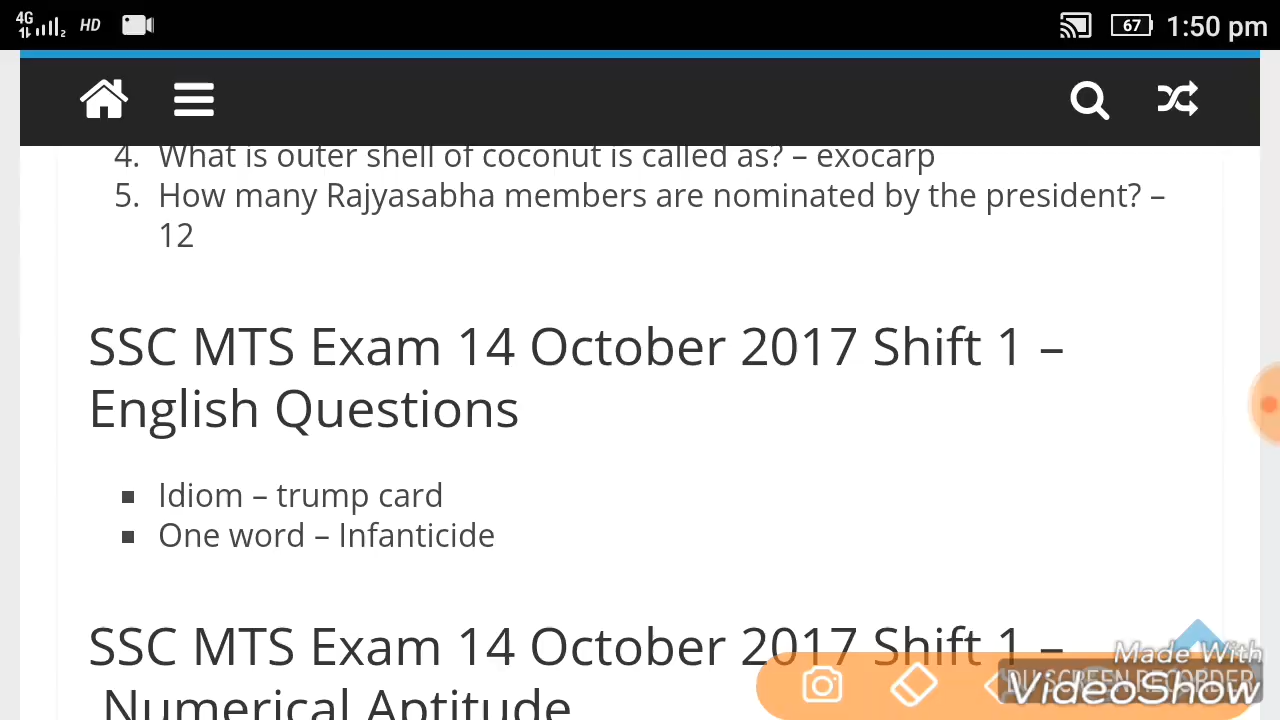 4G
2
HD
67
1:50 pm
4. What is outer shell of coconut is called as? – exocarp
5. How many Rajyasabha members are nominated by the president? –
12
SSC MTS Exam 14 October 2017 Shift 1 –
English Questions
Idiom – trump card
One word – Infanticide
SSC MTS Exam 14 October 2017 Shift 1 –
Numerical Aptitude
Made With
SCREEN RECORDER
VideoShow